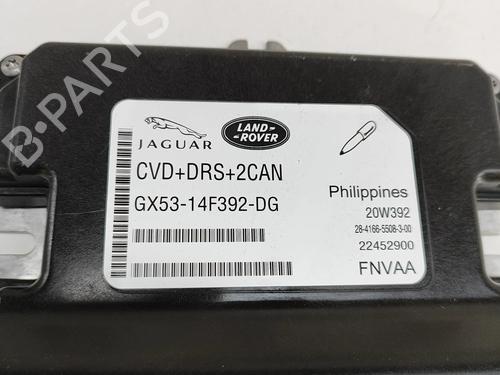 B-PARTS
JAGUAR
LAND-
ROVER
CVD+DRS+2CAN
GX53-14F392-DG
Philippines
20W392
28-4166-5508-3-00
22452900
FNVAA